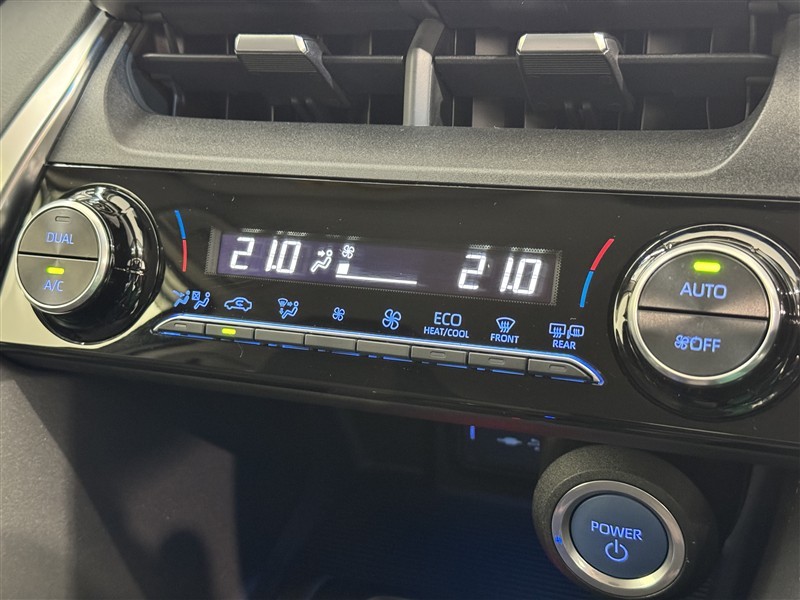 DUAL
A/C
21.0
21.0
AUTO
OFF
ECO
HEAT/COOL
FRONT
REAR
POWER